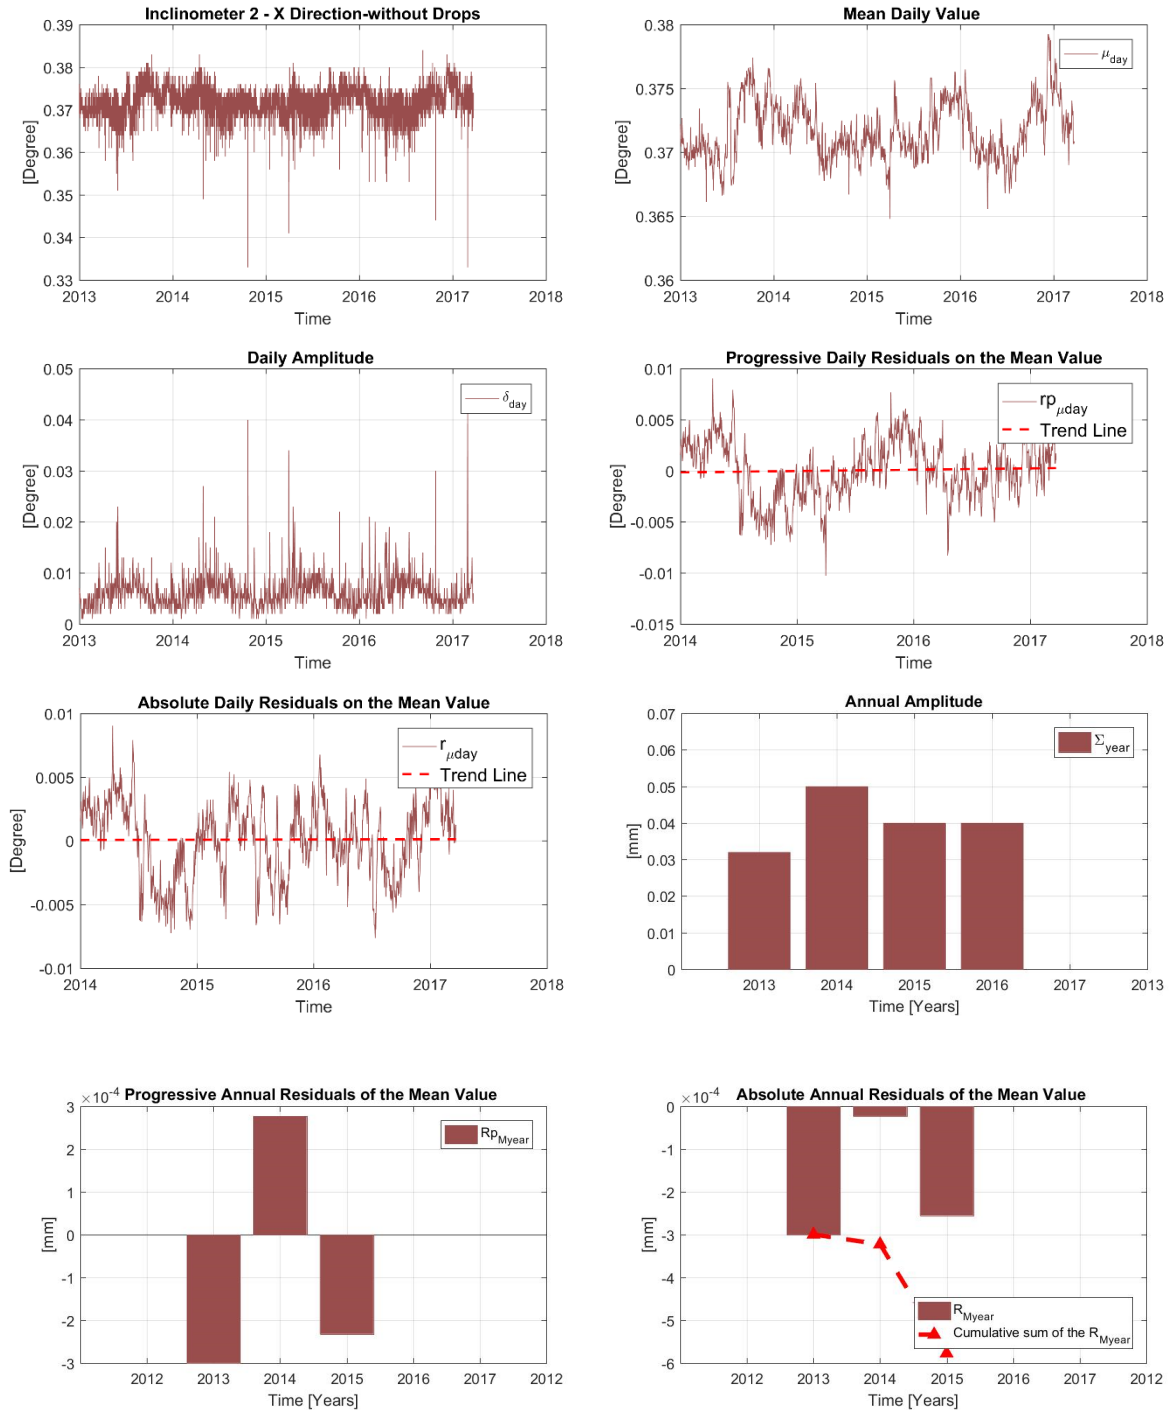 Inclinometer 2 - X Direction-without Drops
0.39
0.38
0.37
0.36
0.35
0.34
0.33
[Degree]
2013 2014 2015 2016 2017 2018
Time
Mean Daily Value
0.38
0.375
0.37
0.365
0.36
[Degree]
μday
2013 2014 2015 2016 2017 2018
Time
Daily Amplitude
0.05
0.04
0.03
0.02
0.01
0
[Degree]
δday
2013 2014 2015 2016 2017 2018
Time
Progressive Daily Residuals on the Mean Value
0.01
0.005
0
-0.005
-0.01
-0.015
[Degree]
rpμday
Trend Line
2014 2015 2016 2017 2018
Time
Absolute Daily Residuals on the Mean Value
0.01
0.005
0
-0.005
-0.01
[Degree]
rμday
Trend Line
2014 2015 2016 2017 2018
Time
Annual Amplitude
0.07
0.06
0.05
0.04
0.03
0.02
0.01
0
[mm]
Σyear
2013 2014 2015 2016 2017 2013
Time [Years]
×10-4 Progressive Annual Residuals of the Mean Value
3
2
1
0
-1
-2
-3
[mm]
RpMyear
2012 2013 2014 2015 2016 2017 2012
Time [Years]
×10-4 Absolute Annual Residuals of the Mean Value
0
-1
-2
-3
-4
-5
-6
[mm]
RMyear
Cumulative sum of the RMyear
2012 2013 2014 2015 2016 2017 2012
Time [Years]